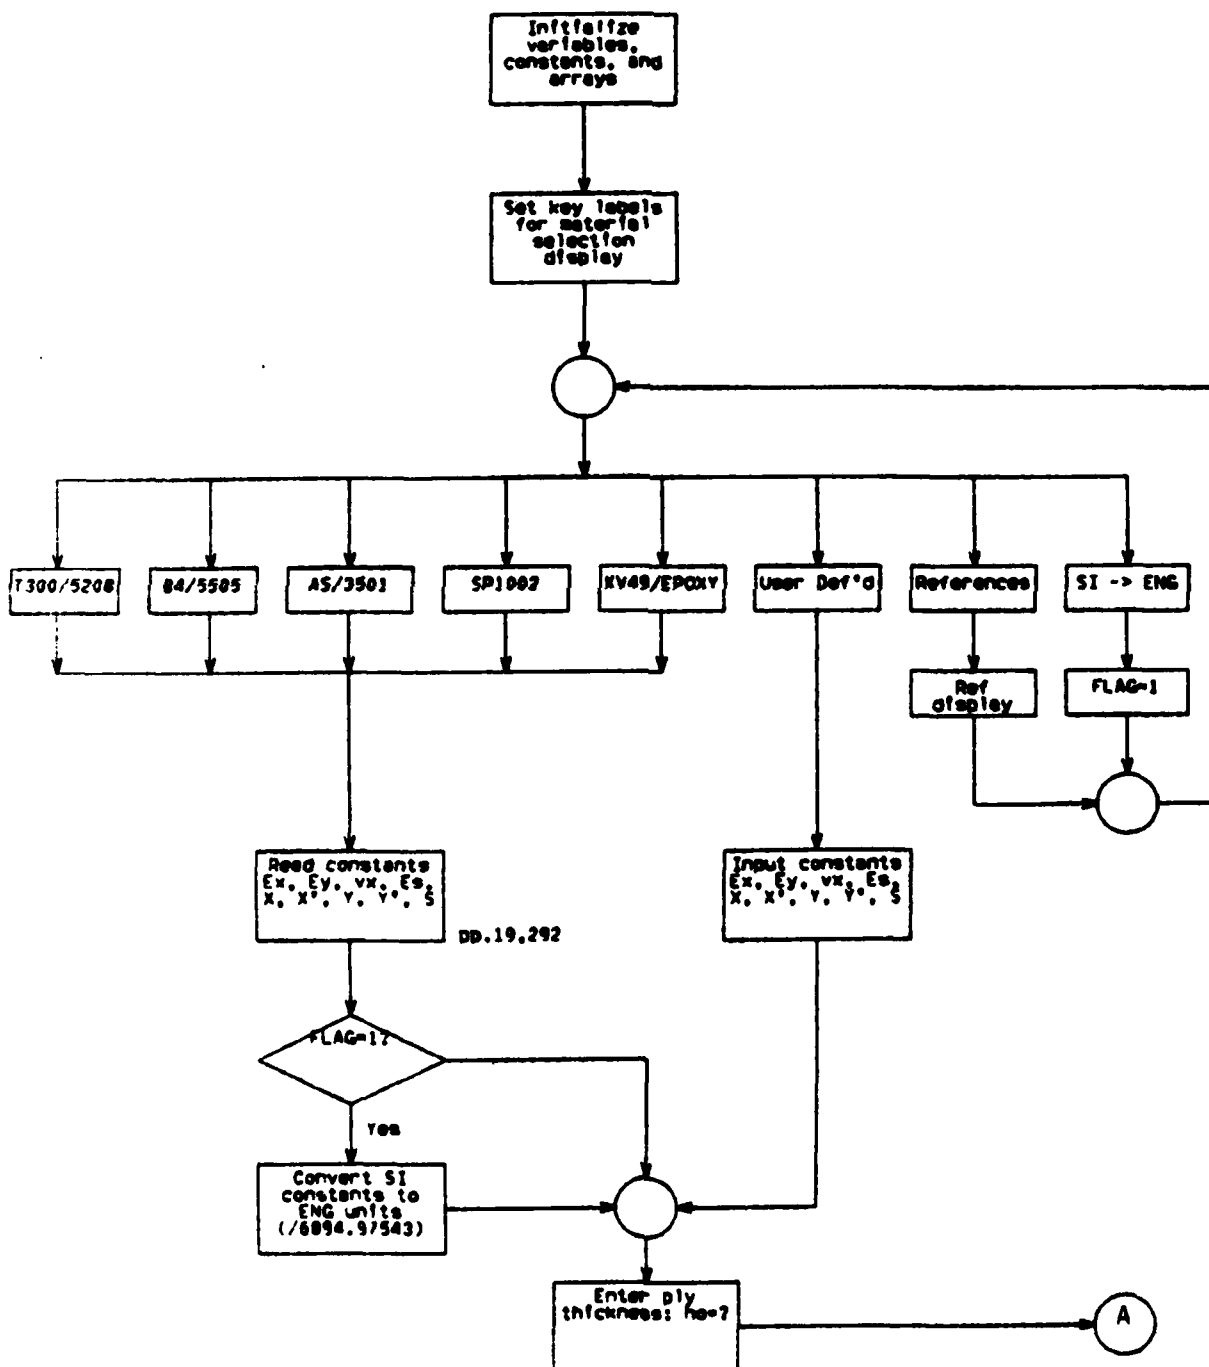 Initialize
variables,
constants, and
arrays
Set key labels
for material
selection
display
T300/5208
B4/5505
AS/3501
SP1002
XV49/EPOXY
User Def'd
References
SI -> ENG
Ref
display
FLAG=1
Read constants
Ex, Ey, vx, Es,
X, X', Y, Y', S
pp.19,292
Input constants
Ex, Ey, vx, Es,
X, X', Y, Y', S
FLAG=1?
Yes
Convert SI
constants to
ENG units
(/6894.97543)
Enter ply
thickness: ho=?
A